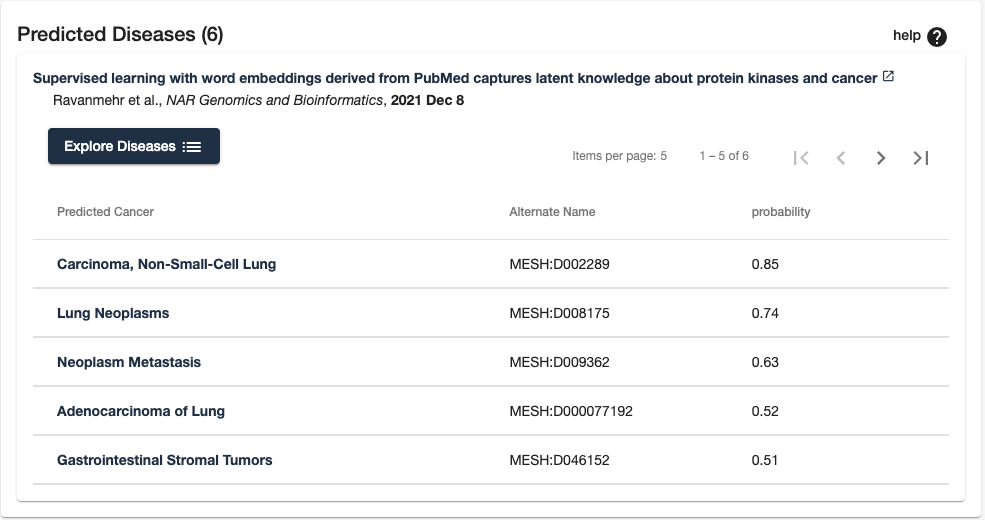 Predicted Diseases (6)
help ?
Supervised learning with word embeddings derived from PubMed captures latent knowledge about protein kinases and cancer
Ravanmehr et al., NAR Genomics and Bioinformatics, 2021 Dec 8
Explore Diseases
Items per page: 5 1 – 5 of 6
Predicted Cancer Alternate Name probability
Carcinoma, Non-Small-Cell Lung MESH:D002289 0.85
Lung Neoplasms MESH:D008175 0.74
Neoplasm Metastasis MESH:D009362 0.63
Adenocarcinoma of Lung MESH:D000077192 0.52
Gastrointestinal Stromal Tumors MESH:D046152 0.51